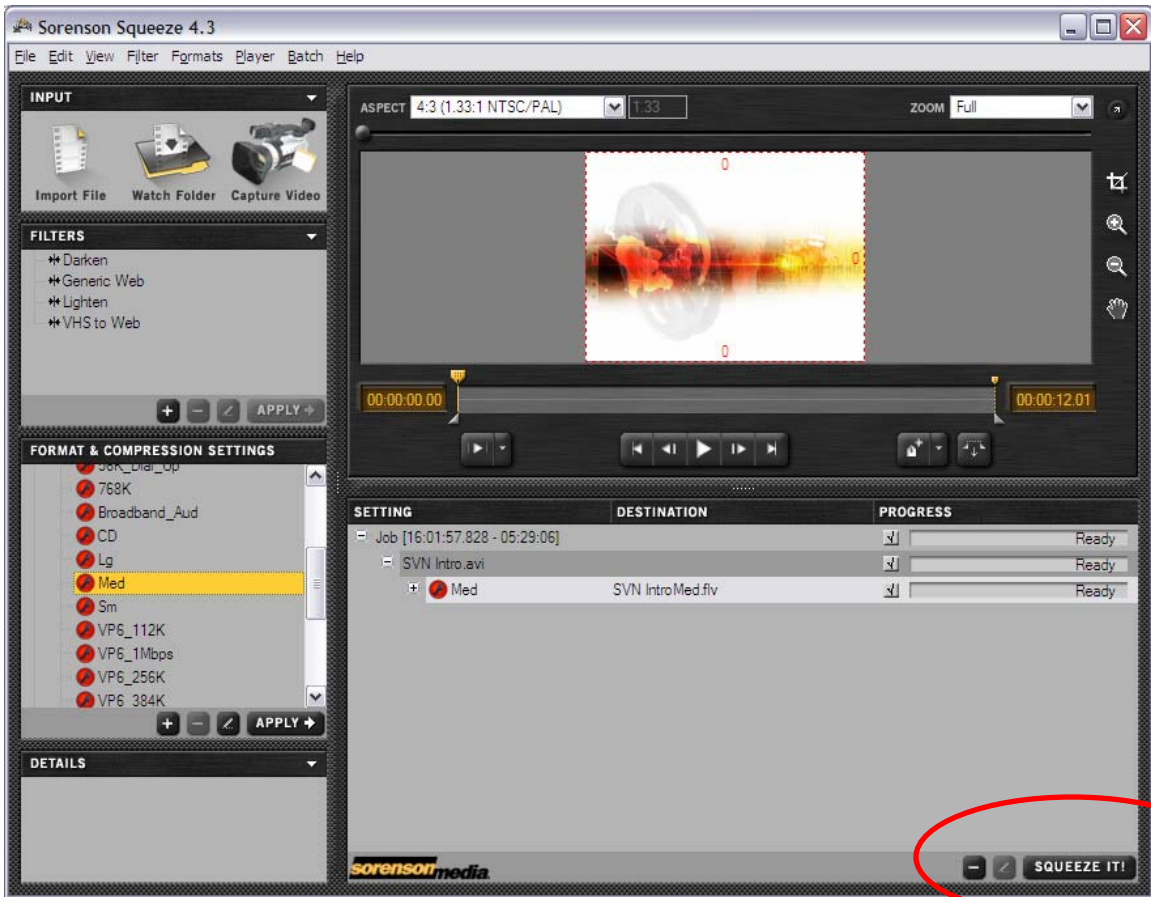 Sorenson Squeeze 4.3
File Edit View Filter Formats Player Batch Help
INPUT
Import File Watch Folder Capture Video
FILTERS
Darken
Generic Web
Lighten
VHS to Web
APPLY
FORMAT & COMPRESSION SETTINGS
56K_Dial_Up
768K
Broadband_Aud
CD
Lg
Med
Sm
VP6_112K
VP6_1Mbps
VP6_256K
VP6_384K
APPLY
DETAILS
ASPECT 4:3 (1.33:1 NTSC/PAL) 1.33 ZOOM Full
0
0
0
00:00:00.00 00:00:12.01
SETTING DESTINATION PROGRESS
Job [16:01:57.828 - 05:29:06] Ready
SVN Intro.avi Ready
Med SVN IntroMed.flv Ready
sorensonmedia
SQUEEZE IT!